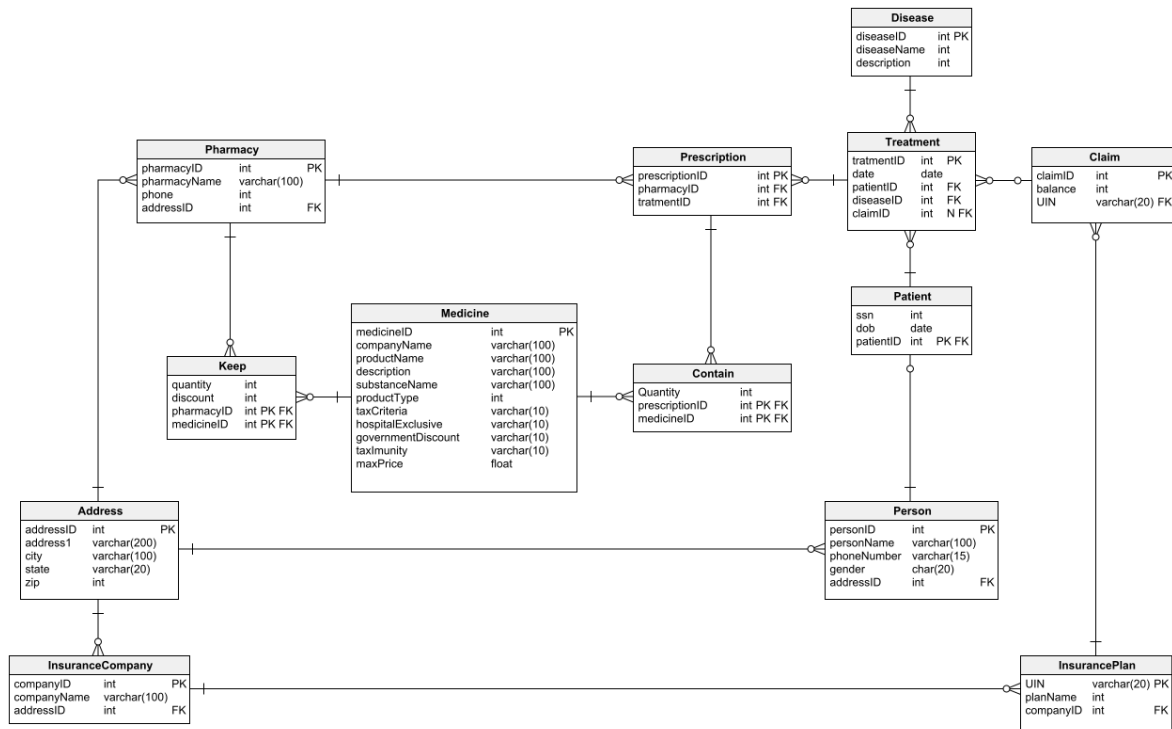 Disease
diseaseID int PK
diseaseName int
description int
Pharmacy
pharmacyID int PK
pharmacyName varchar(100)
phone int
addressID int FK
Prescription
prescriptionID int PK
pharmacyID int FK
tratmentID int FK
Treatment
tratmentID int PK
date date
patientID int FK
diseaseID int FK
claimID int N FK
Claim
claimID int PK
balance int
UIN varchar(20) FK
Medicine
medicineID int PK
companyName varchar(100)
productName varchar(100)
description varchar(100)
substanceName varchar(100)
productType int
taxCriteria varchar(10)
hospitalExclusive varchar(10)
governmentDiscount varchar(10)
taxImunity varchar(10)
maxPrice float
Patient
ssn int
dob date
patientID int PK FK
Keep
quantity int
discount int
pharmacyID int PK FK
medicineID int PK FK
Contain
Quantity int
prescriptionID int PK FK
medicineID int PK FK
Address
addressID int PK
address1 varchar(200)
city varchar(100)
state varchar(20)
zip int
Person
personID int PK
personName varchar(100)
phoneNumber varchar(15)
gender char(20)
addressID int FK
InsuranceCompany
companyID int PK
companyName varchar(100)
addressID int FK
InsurancePlan
UIN varchar(20) PK
planName int
companyID int FK